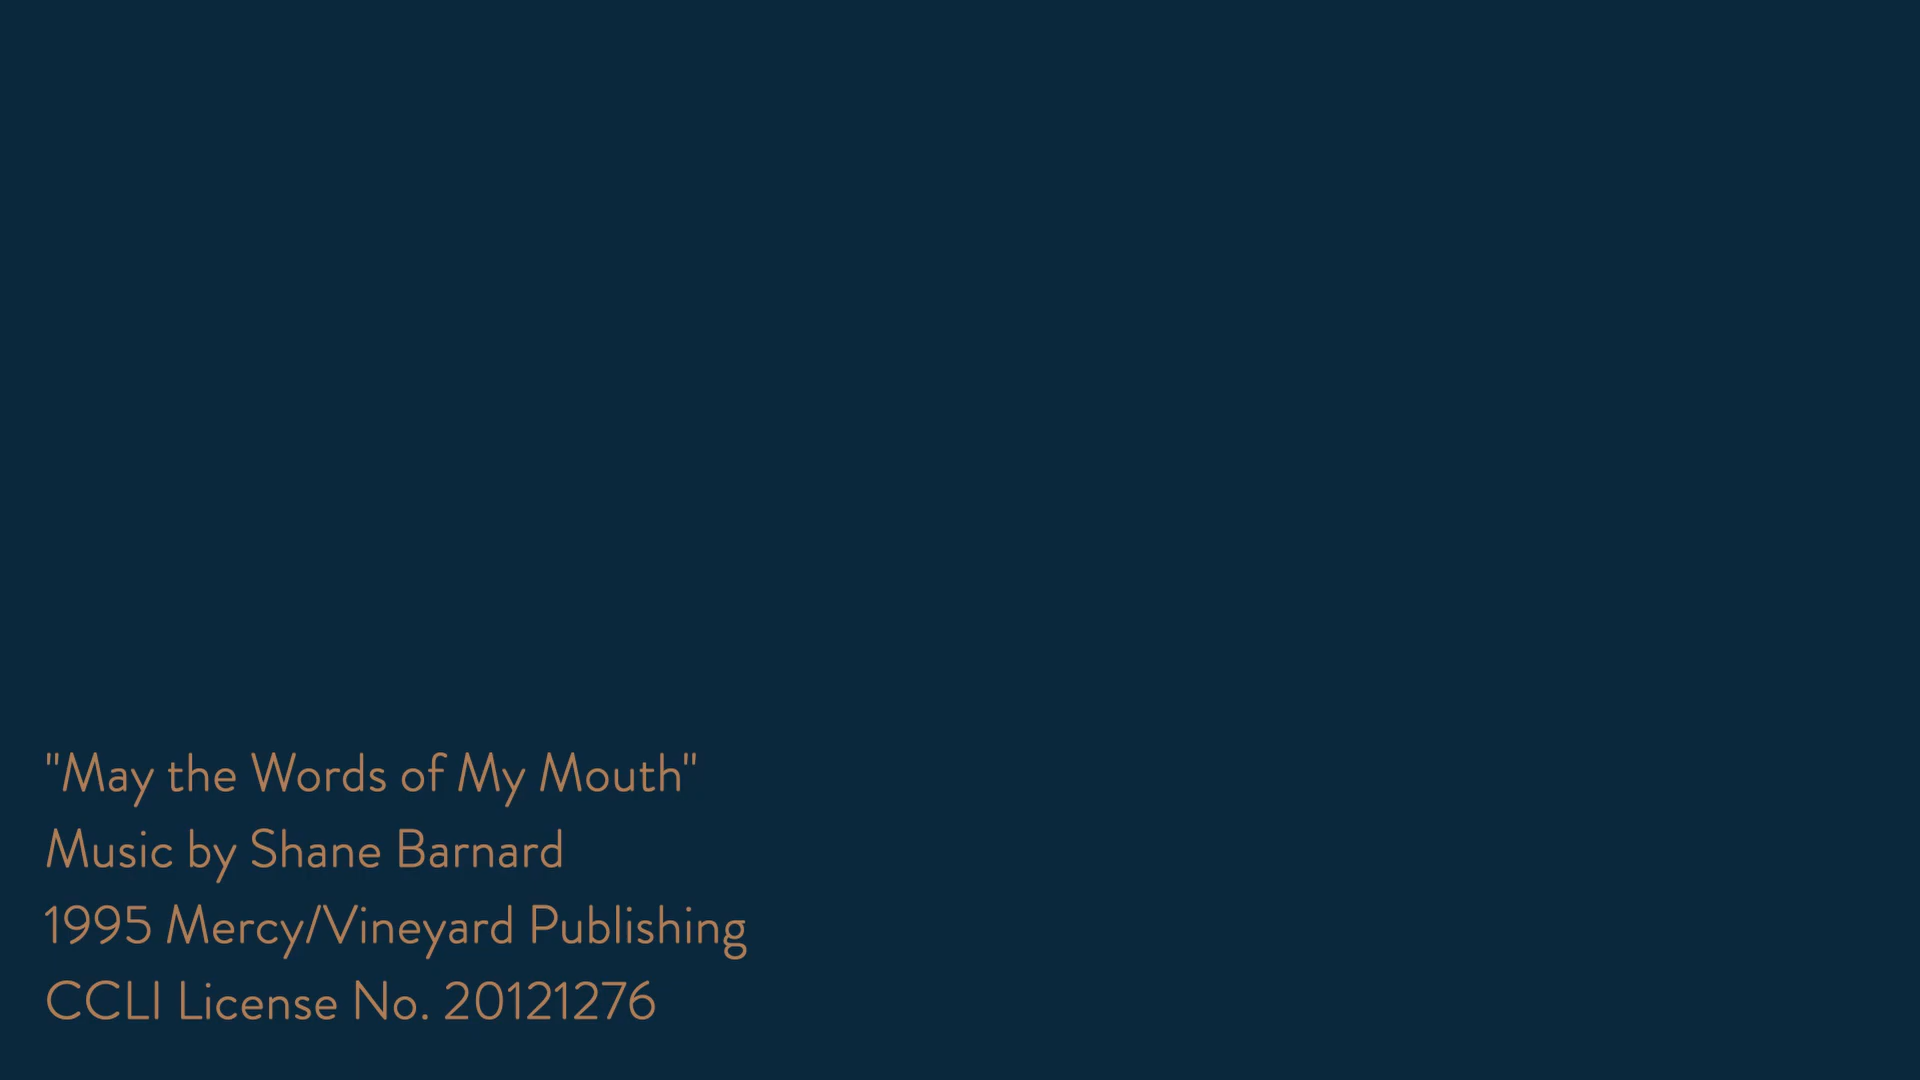 "May the Words of My Mouth"
Music by Shane Barnard
1995 Mercy/Vineyard Publishing
CCLI License No. 20121276